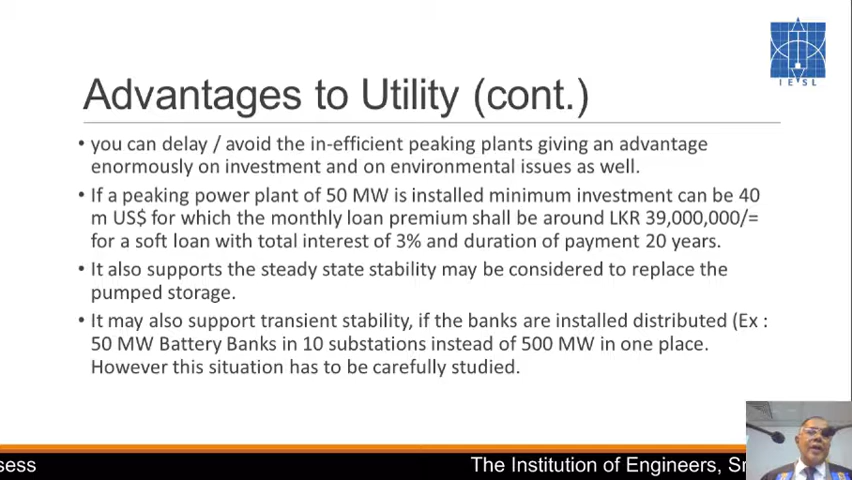 IESL
Advantages to Utility (cont.)
• you can delay / avoid the in-efficient peaking plants giving an advantage
enormously on investment and on environmental issues as well.
• If a peaking power plant of 50 MW is installed minimum investment can be 40
m US$ for which the monthly loan premium shall be around LKR 39,000,000/=
for a soft loan with total interest of 3% and duration of payment 20 years.
• It also supports the steady state stability may be considered to replace the
pumped storage.
• It may also support transient stability, if the banks are installed distributed (Ex :
50 MW Battery Banks in 10 substations instead of 500 MW in one place.
However this situation has to be carefully studied.
sess The Institution of Engineers, Sr